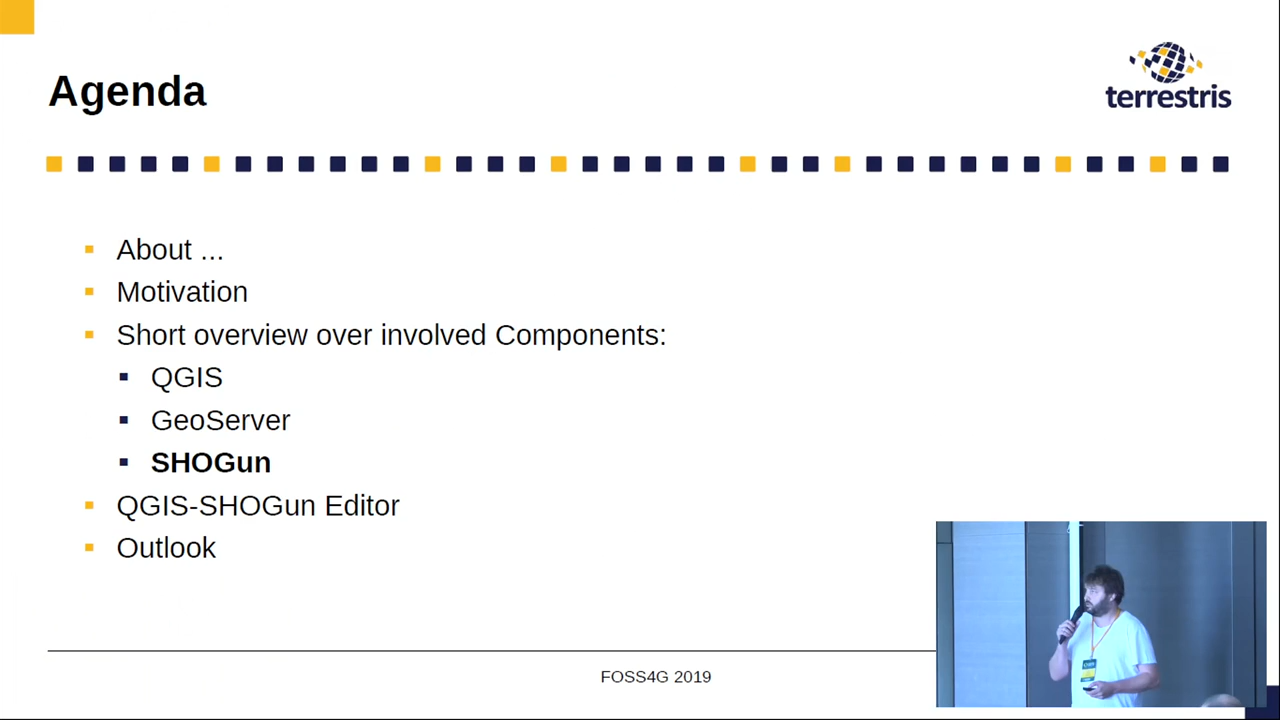 Agenda
terrestris
About ...
Motivation
Short overview over involved Components:
QGIS
GeoServer
SHOGun
QGIS-SHOGun Editor
Outlook
FOSS4G 2019